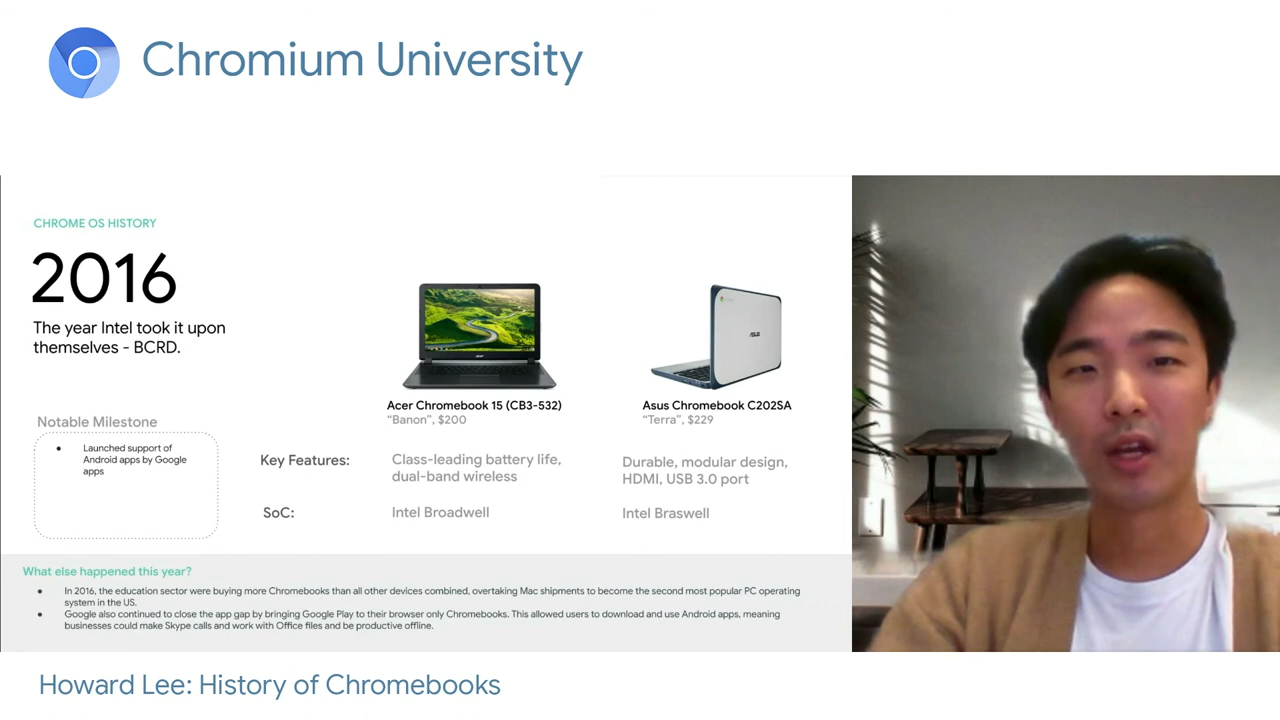 Chromium University
CHROME OS HISTORY
2016
The year Intel took it upon
themselves - BCRD.
Notable Milestone
• Launched support of
Android apps by Google
apps
acer
ASUS
Acer Chromebook 15 (CB3-532)
"Banon", $200
Asus Chromebook C202SA
"Terra", $229
Key Features:
Class-leading battery life,
dual-band wireless
Durable, modular design,
HDMI, USB 3.0 port
SoC:
Intel Broadwell
Intel Braswell
What else happened this year?
• In 2016, the education sector were buying more Chromebooks than all other devices combined, overtaking Mac shipments to become the second most popular PC operating
system in the US.
• Google also continued to close the app gap by bringing Google Play to their browser only Chromebooks. This allowed users to download and use Android apps, meaning
businesses could make Skype calls and work with Office files and be productive offline.
Howard Lee: History of Chromebooks